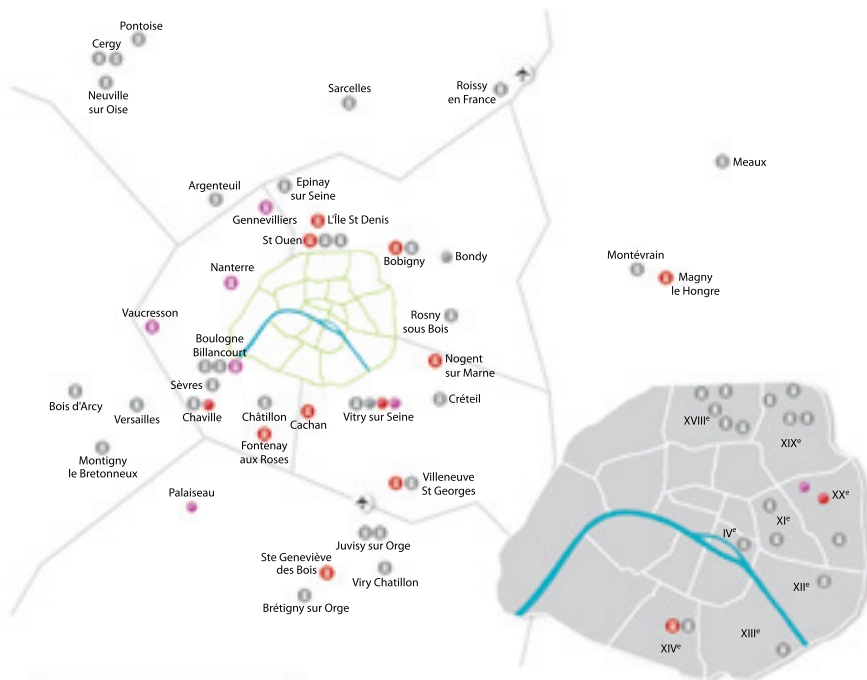 Pontoise
Cergy
Neuville
sur Oise
Sarcelles
Roissy
en France
Meaux
Argenteuil
Epinay
sur Seine
Gennevilliers
L'Île St Denis
St Ouen
Bobigny
Bondy
Montévrain
Magny
le Hongre
Nanterre
Vaucresson
Rosny
sous Bois
Boulogne
Billancourt
Nogent
sur Marne
Sèvres
Bois d'Arcy
Versailles
Chaville
Châtillon
Cachan
Vitry sur Seine
Créteil
Fontenay
aux Roses
Montigny
le Bretonneux
Palaiseau
Villeneuve
St Georges
Juvisy sur Orge
Ste Geneviève
des Bois
Viry Chatillon
Brétigny sur Orge
XVIIIe
XIXe
XXe
XIe
IVe
XIIe
XIIIe
XIVe